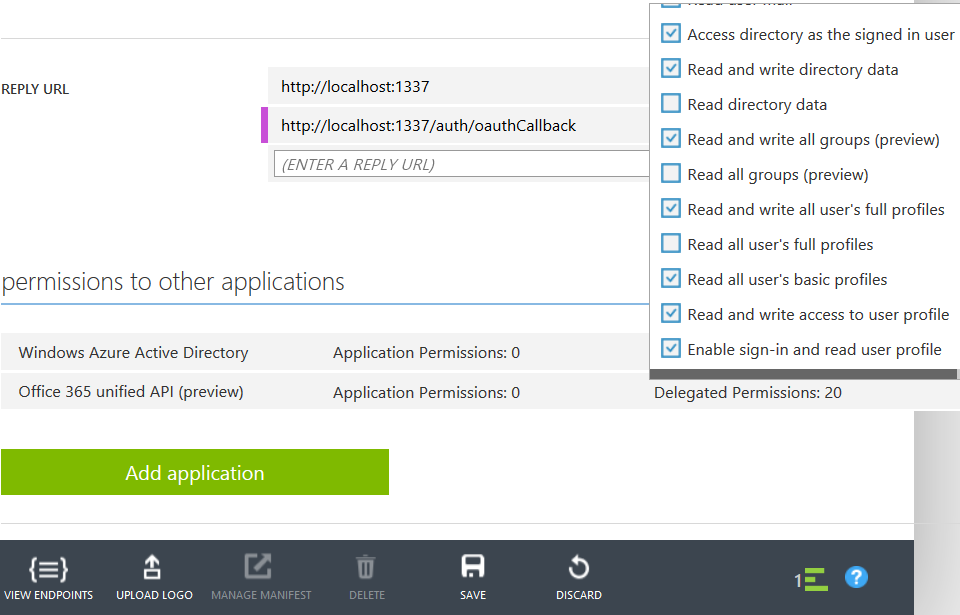 Read user mail
Access directory as the signed in user
Read and write directory data
Read directory data
Read and write all groups (preview)
Read all groups (preview)
Read and write all user's full profiles
Read all user's full profiles
Read all user's basic profiles
Read and write access to user profile
Enable sign-in and read user profile
REPLY URL
http://localhost:1337
http://localhost:1337/auth/oauthCallback
(ENTER A REPLY URL)
permissions to other applications
Windows Azure Active Directory Application Permissions: 0
Office 365 unified API (preview) Application Permissions: 0 Delegated Permissions: 20
Add application
VIEW ENDPOINTS UPLOAD LOGO MANAGE MANIFEST DELETE SAVE DISCARD 1 ?